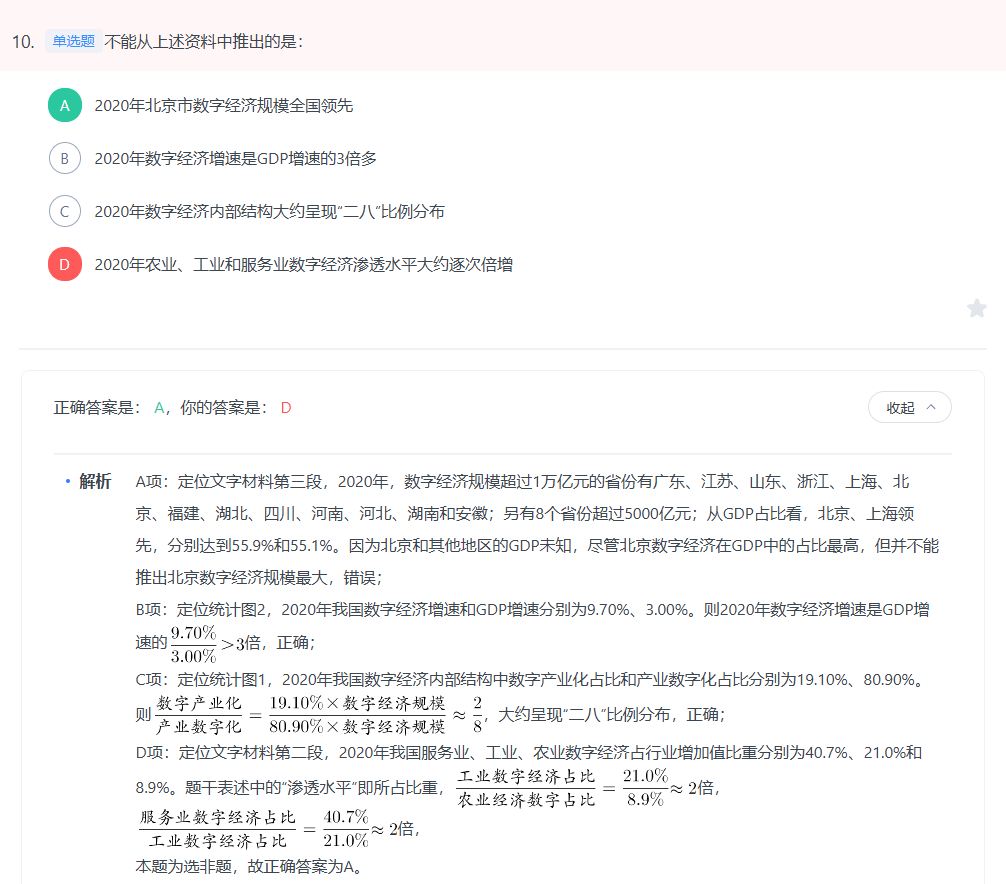 10. 单选题 不能从上述资料中推出的是：
A 2020年北京市数字经济规模全国领先
B 2020年数字经济增速是GDP增速的3倍多
C 2020年数字经济内部结构大约呈现“二八”比例分布
D 2020年农业、工业和服务业数字经济渗透水平大约逐次倍增
正确答案是： A，你的答案是： D 收起
• 解析 A项：定位文字材料第三段，2020年，数字经济规模超过1万亿元的省份有广东、江苏、山东、浙江、上海、北
京、福建、湖北、四川、河南、河北、湖南和安徽；另有8个省份超过5000亿元；从GDP占比看，北京、上海领
先，分别达到55.9%和55.1%。因为北京和其他地区的GDP未知，尽管北京数字经济在GDP中的占比最高，但并不能
推出北京数字经济规模最大，错误；
B项：定位统计图2，2020年我国数字经济增速和GDP增速分别为9.70%、3.00%。则2020年数字经济增速是GDP增
速的 9.70%/3.00% >3倍，正确；
C项：定位统计图1，2020年我国数字经济内部结构中数字产业化占比和产业数字化占比分别为19.10%、80.90%。
则 数字产业化/产业数字化 = 19.10%×数字经济规模/80.90%×数字经济规模 ≈ 2/8，大约呈现“二八”比例分布，正确；
D项：定位文字材料第二段，2020年我国服务业、工业、农业数字经济占行业增加值比重分别为40.7%、21.0%和
8.9%。题干表述中的“渗透水平”即所占比重，工业数字经济占比/农业经济数字占比 = 21.0%/8.9% ≈ 2倍，
服务业数字经济占比/工业数字经济占比 = 40.7%/21.0% ≈ 2倍，
本题为选非题，故正确答案为A。